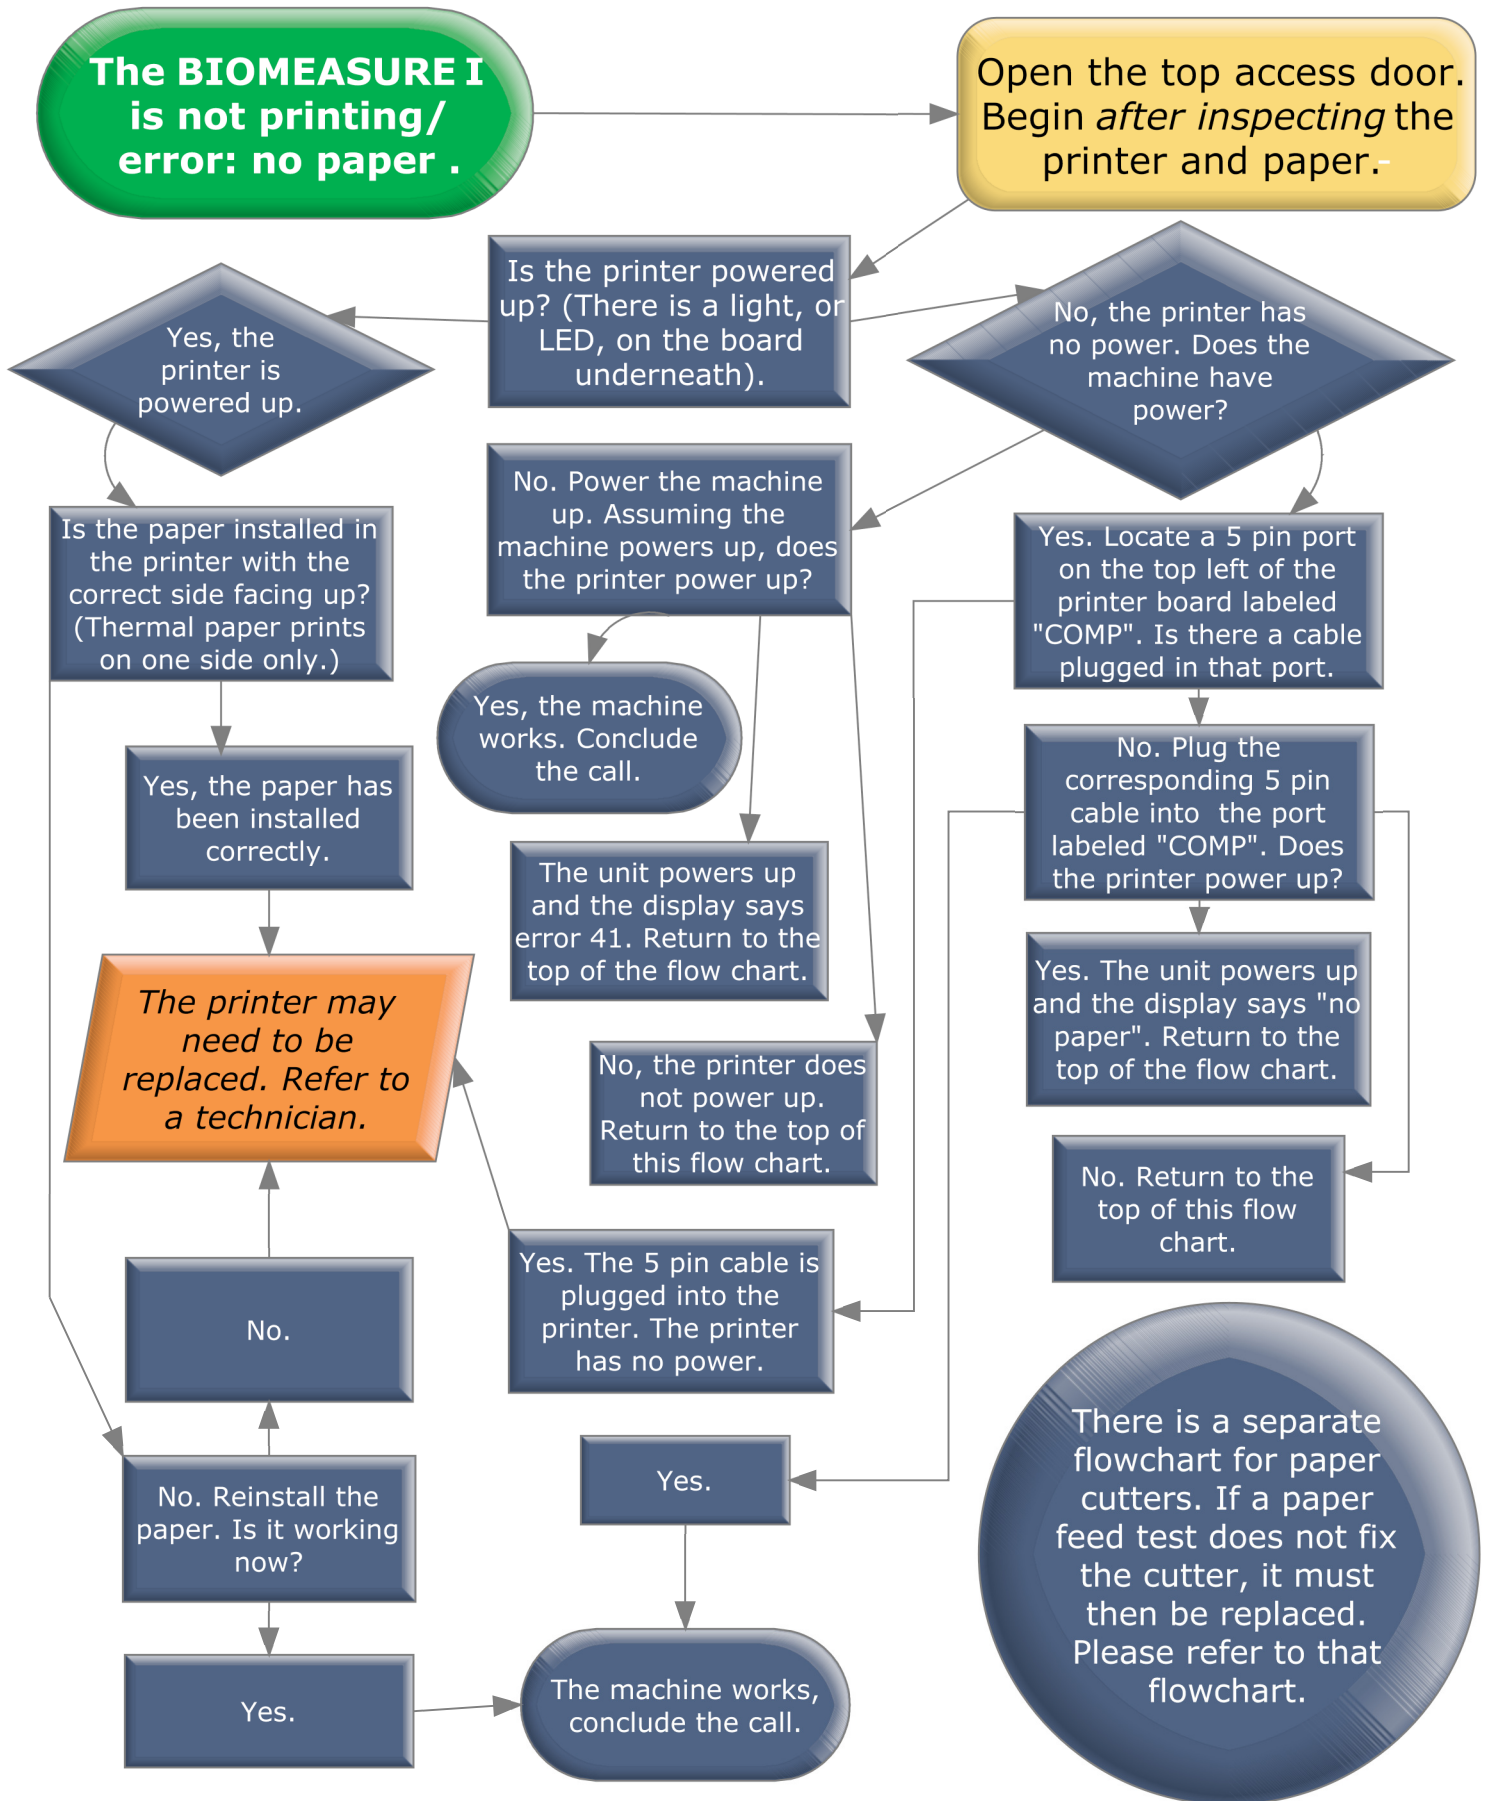 The BIOMEASURE I
is not printing/
error: no paper .
Open the top access door.
Begin after inspecting the
printer and paper.-
Is the printer powered
up? (There is a light, or
LED, on the board
underneath).
Yes, the
printer is
powered up.
No, the printer has
no power. Does the
machine have
power?
No. Power the machine
up. Assuming the
machine powers up, does
the printer power up?
Is the paper installed in
the printer with the
correct side facing up?
(Thermal paper prints
on one side only.)
Yes. Locate a 5 pin port
on the top left of the
printer board labeled
"COMP". Is there a cable
plugged in that port.
Yes, the machine
works. Conclude
the call.
Yes, the paper has
been installed
correctly.
No. Plug the
corresponding 5 pin
cable into  the port
labeled "COMP". Does
the printer power up?
The unit powers up
and the display says
error 41. Return to the
top of the flow chart.
Yes. The unit powers up
and the display says "no
paper". Return to the
top of the flow chart.
The printer may
need to be
replaced. Refer to
a technician.
No, the printer does
not power up.
Return to the top of
this flow chart.
No. Return to the
top of this flow
chart.
No.
Yes. The 5 pin cable is
plugged into the
printer. The printer
has no power.
There is a separate
flowchart for paper
cutters. If a paper
feed test does not fix
the cutter, it must
then be replaced.
Please refer to that
flowchart.
Yes.
No. Reinstall the
paper. Is it working
now?
Yes.
The machine works,
conclude the call.